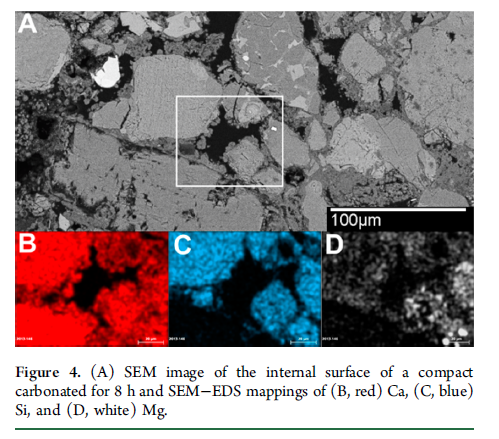 A
100µm
B
C
D
Figure 4. (A) SEM image of the internal surface of a compact
carbonated for 8 h and SEM−EDS mappings of (B, red) Ca, (C, blue)
Si, and (D, white) Mg.